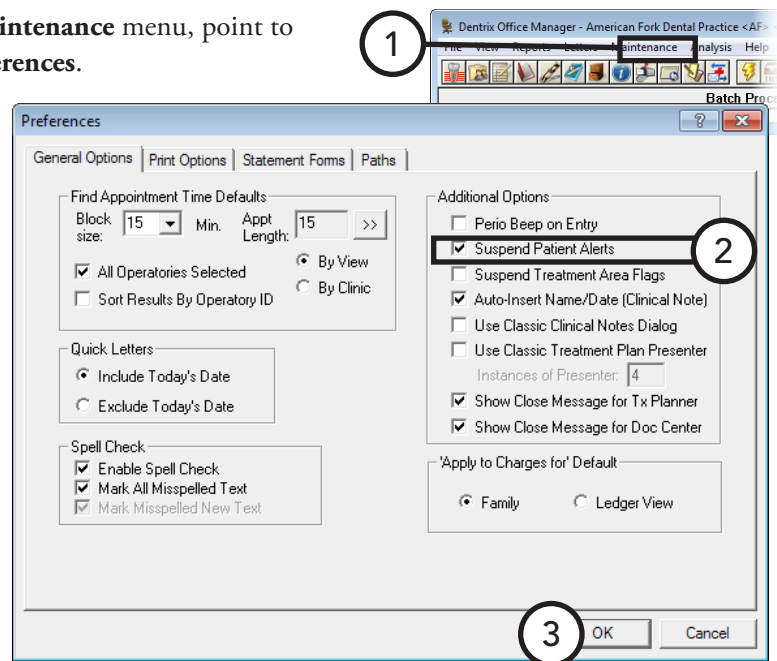 intenance menu, point to
erences.
1
Dentrix Office Manager - American Fork Dental Practice <AF>
File View Reports Letters Maintenance Analysis Help
Batch Proc
Preferences
General Options Print Options Statement Forms Paths
Find Appointment Time Defaults
Block size: 15 Min. Appt Length: 15 >>
All Operatories Selected
Sort Results By Operatory ID
By View
By Clinic
Quick Letters
Include Today's Date
Exclude Today's Date
Spell Check
Enable Spell Check
Mark All Misspelled Text
Mark Misspelled New Text
Additional Options
Perio Beep on Entry
Suspend Patient Alerts
2
Suspend Treatment Area Flags
Auto-Insert Name/Date (Clinical Note)
Use Classic Clinical Notes Dialog
Use Classic Treatment Plan Presenter
Instances of Presenter: 4
Show Close Message for Tx Planner
Show Close Message for Doc Center
'Apply to Charges for' Default
Family Ledger View
3
OK Cancel